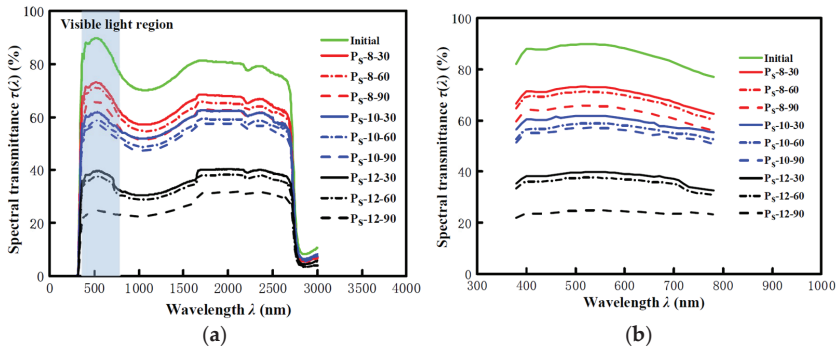 Visible light region
Spectral transmittance τ(λ) (%)
100
80
60
40
20
0
0 500 1000 1500 2000 2500 3000 3500 4000
Wavelength λ (nm)
Initial
Ps-8-30
Ps-8-60
Ps-8-90
Ps-10-30
Ps-10-60
Ps-10-90
Ps-12-30
Ps-12-60
Ps-12-90
(a)
Spectral transmittance τ(λ) (%)
100
80
60
40
20
0
300 400 500 600 700 800 900 1000
Wavelength λ (nm)
Initial
Ps-8-30
Ps-8-60
Ps-8-90
Ps-10-30
Ps-10-60
Ps-10-90
Ps-12-30
Ps-12-60
Ps-12-90
(b)